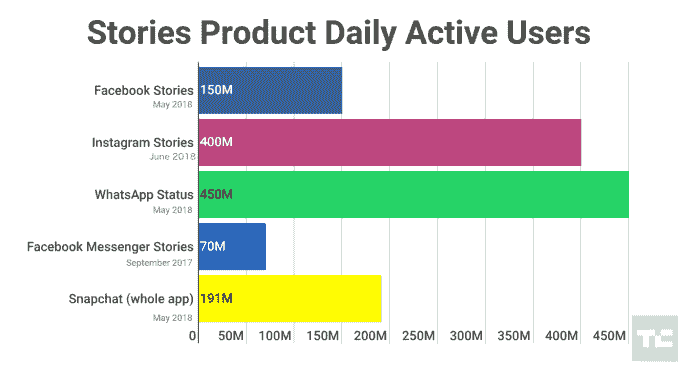 Stories Product Daily Active Users
Facebook Stories
May 2018
150M
Instagram Stories
June 2018
400M
WhatsApp Status
May 2018
450M
Facebook Messenger Stories
September 2017
70M
Snapchat (whole app)
May 2018
191M
0 50M 100M 150M 200M 250M 300M 350M 400M 450M
TC